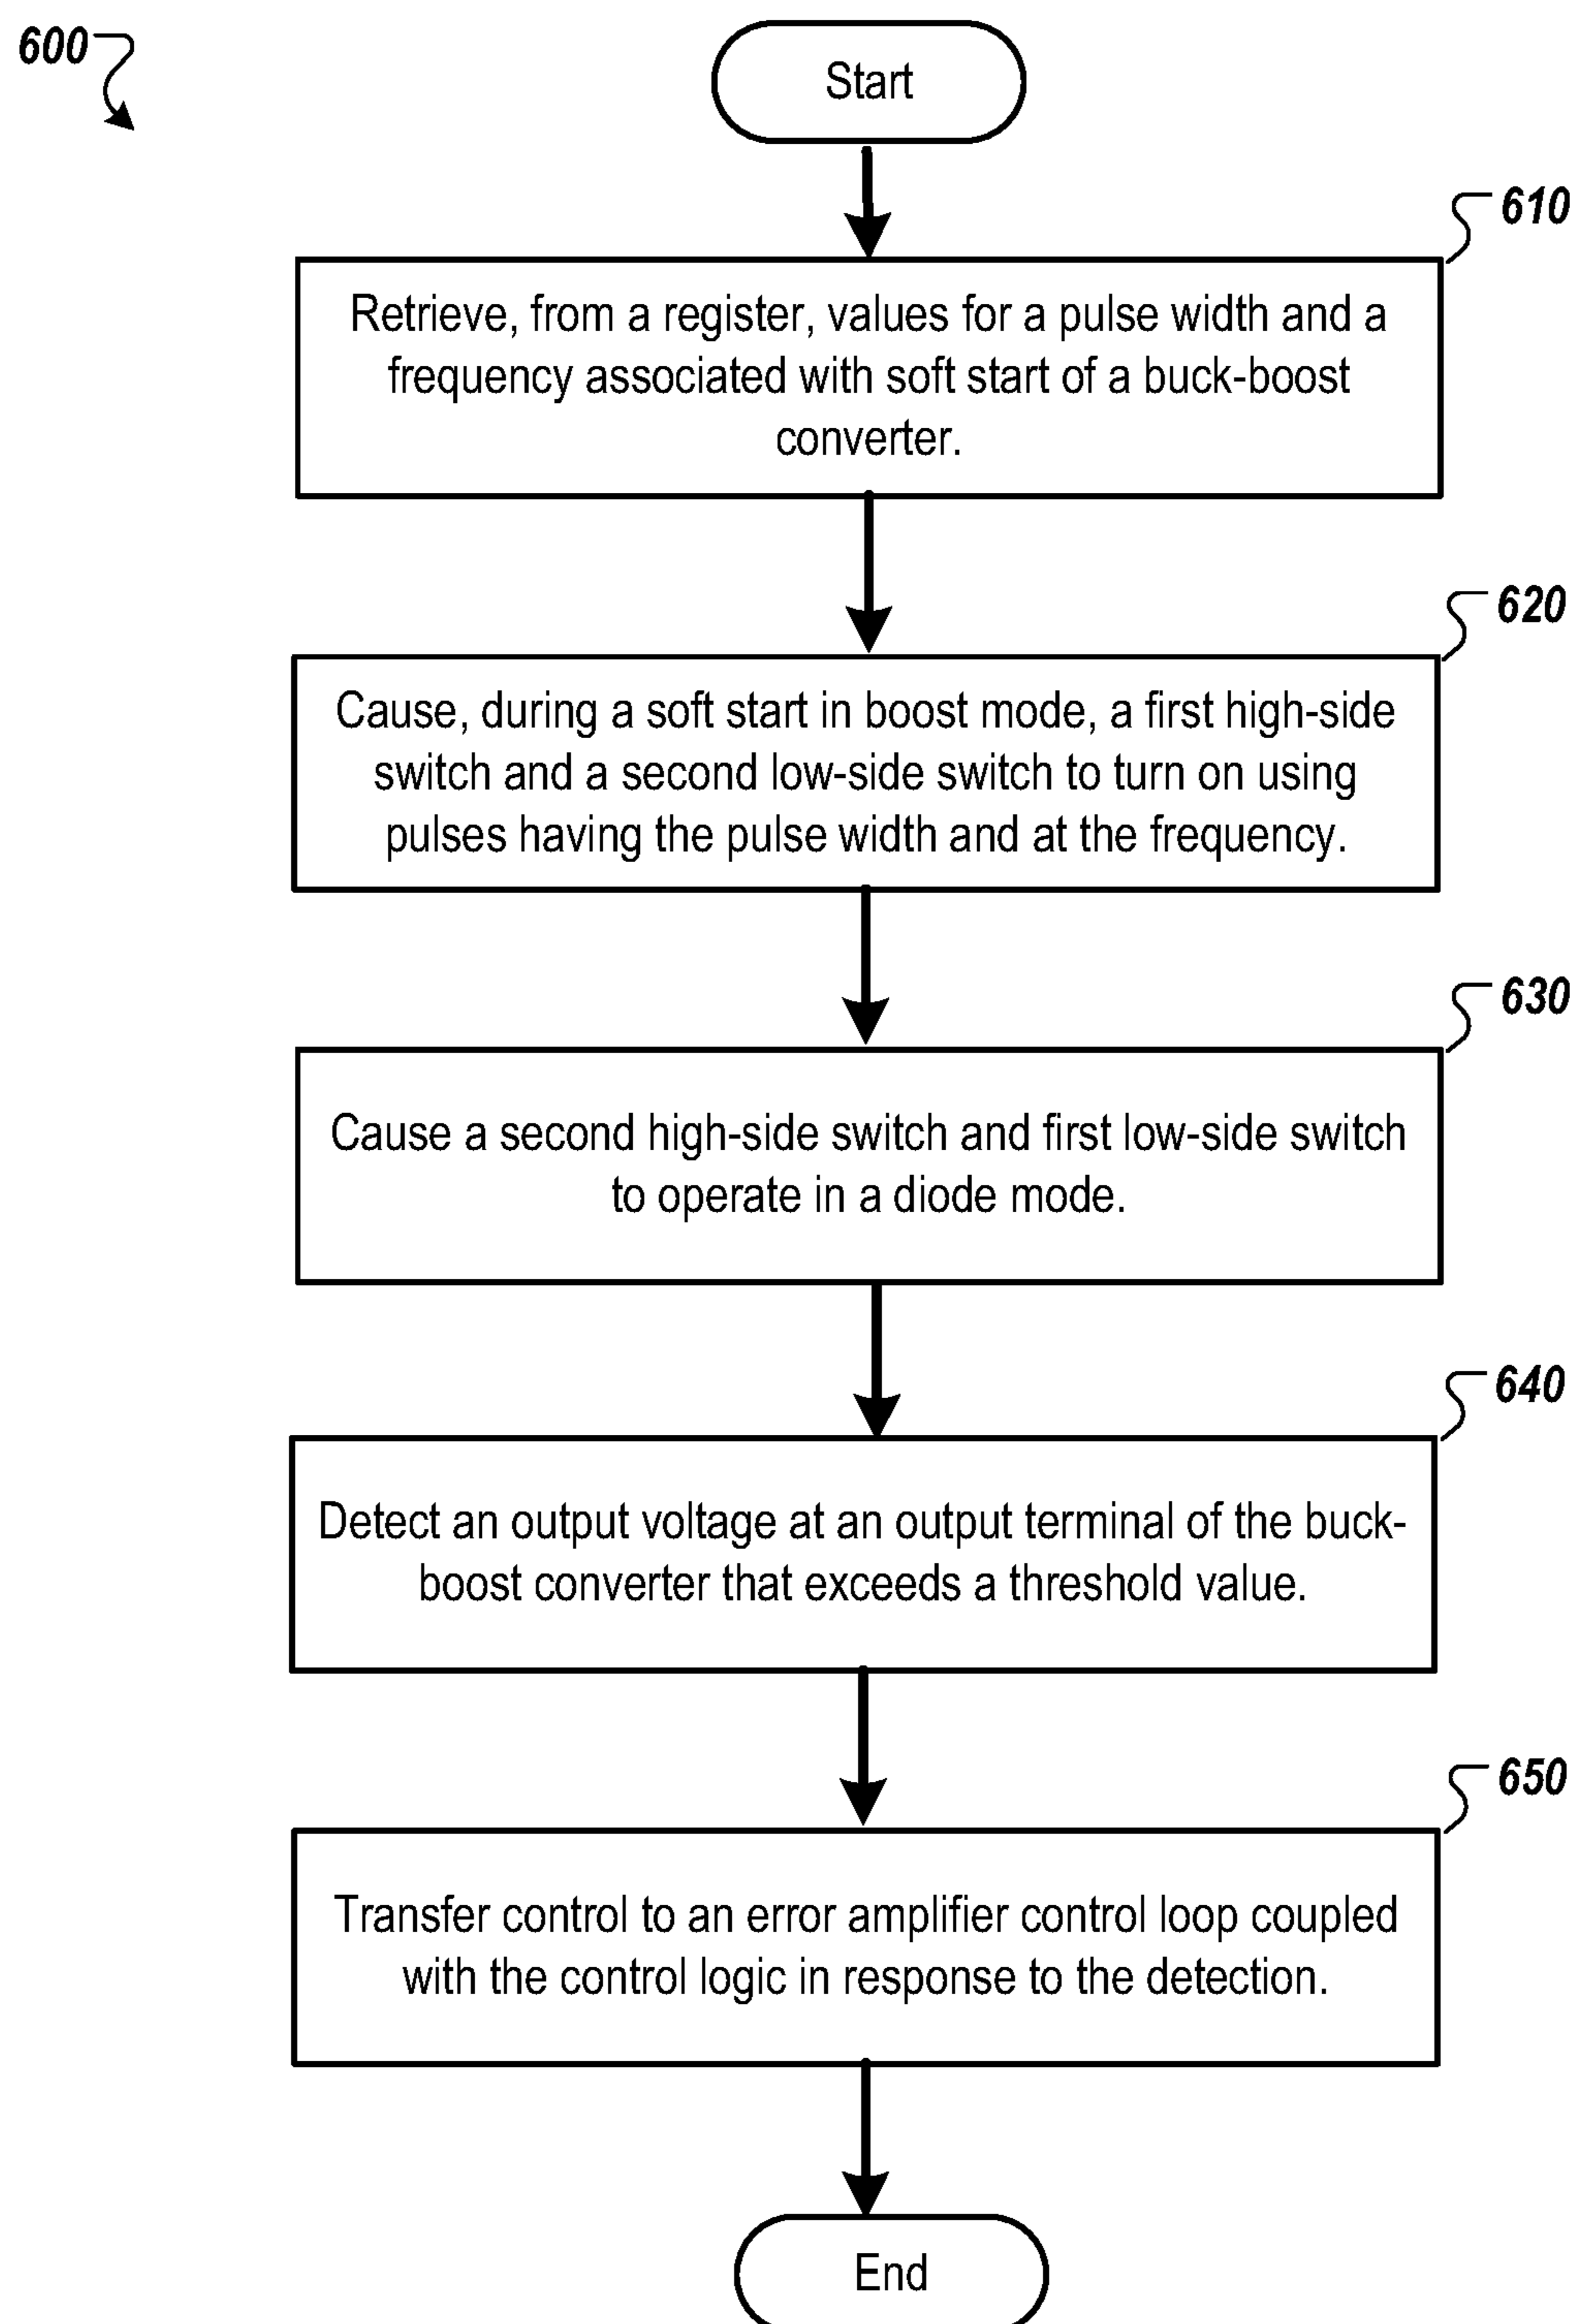 600
Start
610
Retrieve, from a register, values for a pulse width and a
frequency associated with soft start of a buck-boost
converter.
620
Cause, during a soft start in boost mode, a first high-side
switch and a second low-side switch to turn on using
pulses having the pulse width and at the frequency.
630
Cause a second high-side switch and first low-side switch
to operate in a diode mode.
640
Detect an output voltage at an output terminal of the buck-
boost converter that exceeds a threshold value.
650
Transfer control to an error amplifier control loop coupled
with the control logic in response to the detection.
End